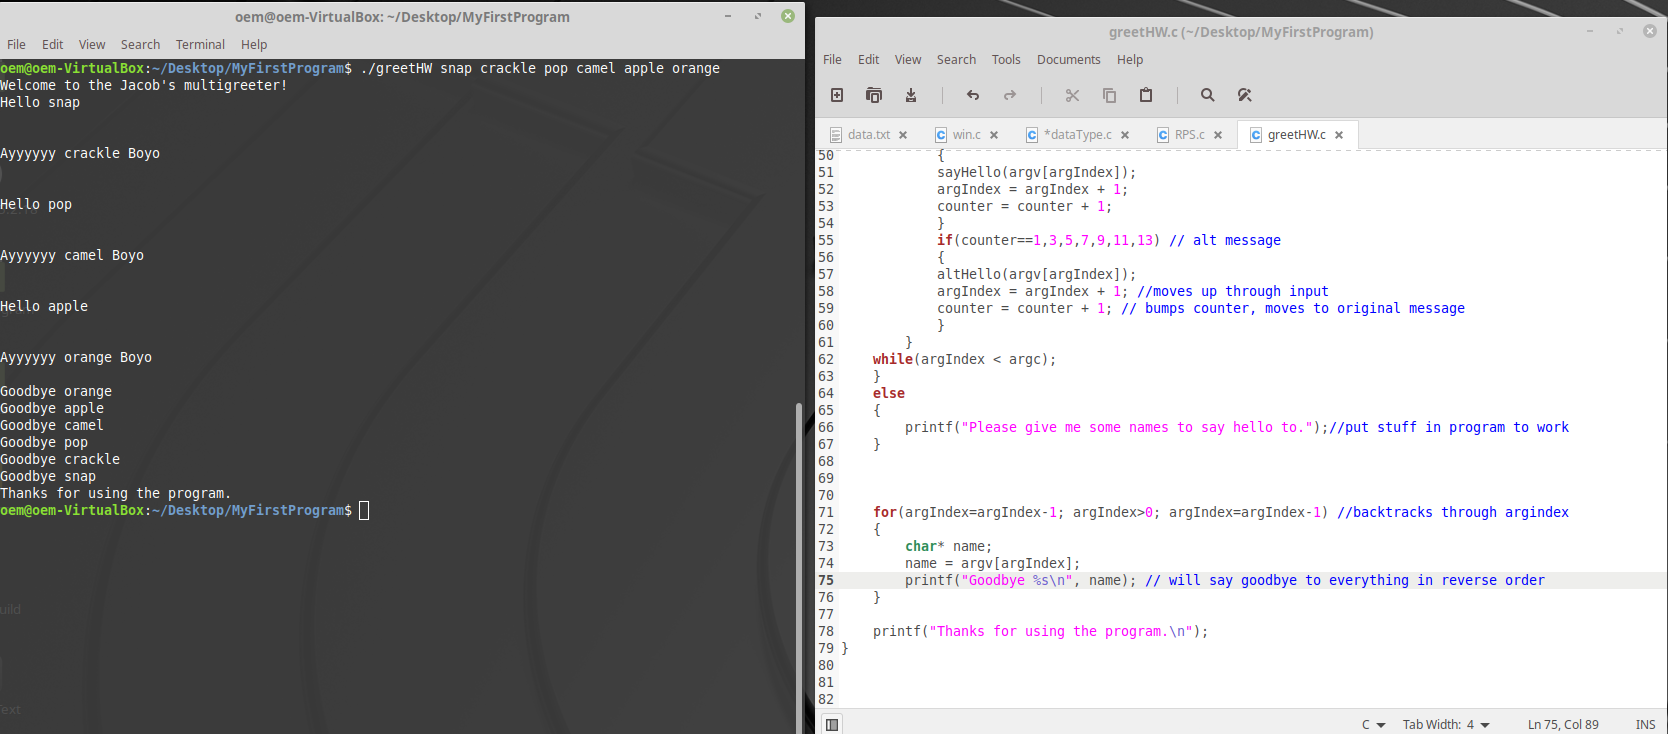 oem@oem-VirtualBox: ~/Desktop/MyFirstProgram
File Edit View Search Terminal Help
oem@oem-VirtualBox:~/Desktop/MyFirstProgram$ ./greetHW snap crackle pop camel apple orange
Welcome to the Jacob's multigreeter!
Hello snap
Ayyyyyy crackle Boyo
Hello pop
Ayyyyyy camel Boyo
Hello apple
Ayyyyyy orange Boyo
Goodbye orange
Goodbye apple
Goodbye camel
Goodbye pop
Goodbye crackle
Goodbye snap
Thanks for using the program.
oem@oem-VirtualBox:~/Desktop/MyFirstProgram$
greetHW.c (~/Desktop/MyFirstProgram)
File Edit View Search Tools Documents Help
data.txt win.c *dataType.c RPS.c greetHW.c
50 {
51 sayHello(argv[argIndex]);
52 argIndex = argIndex + 1;
53 counter = counter + 1;
54 }
55 if(counter==1,3,5,7,9,11,13) // alt message
56 {
57 altHello(argv[argIndex]);
58 argIndex = argIndex + 1; //moves up through input
59 counter = counter + 1; // bumps counter, moves to original message
60 }
61 }
62 while(argIndex < argc);
63 }
64 else
65 {
66 printf("Please give me some names to say hello to.");//put stuff in program to work
67 }
68
69
70
71 for(argIndex=argIndex-1; argIndex>0; argIndex=argIndex-1) //backtracks through argindex
72 {
73 char* name;
74 name = argv[argIndex];
75 printf("Goodbye %s\n", name); // will say goodbye to everything in reverse order
76 }
77
78 printf("Thanks for using the program.\n");
79 }
80
81
82
C Tab Width: 4 Ln 75, Col 89 INS